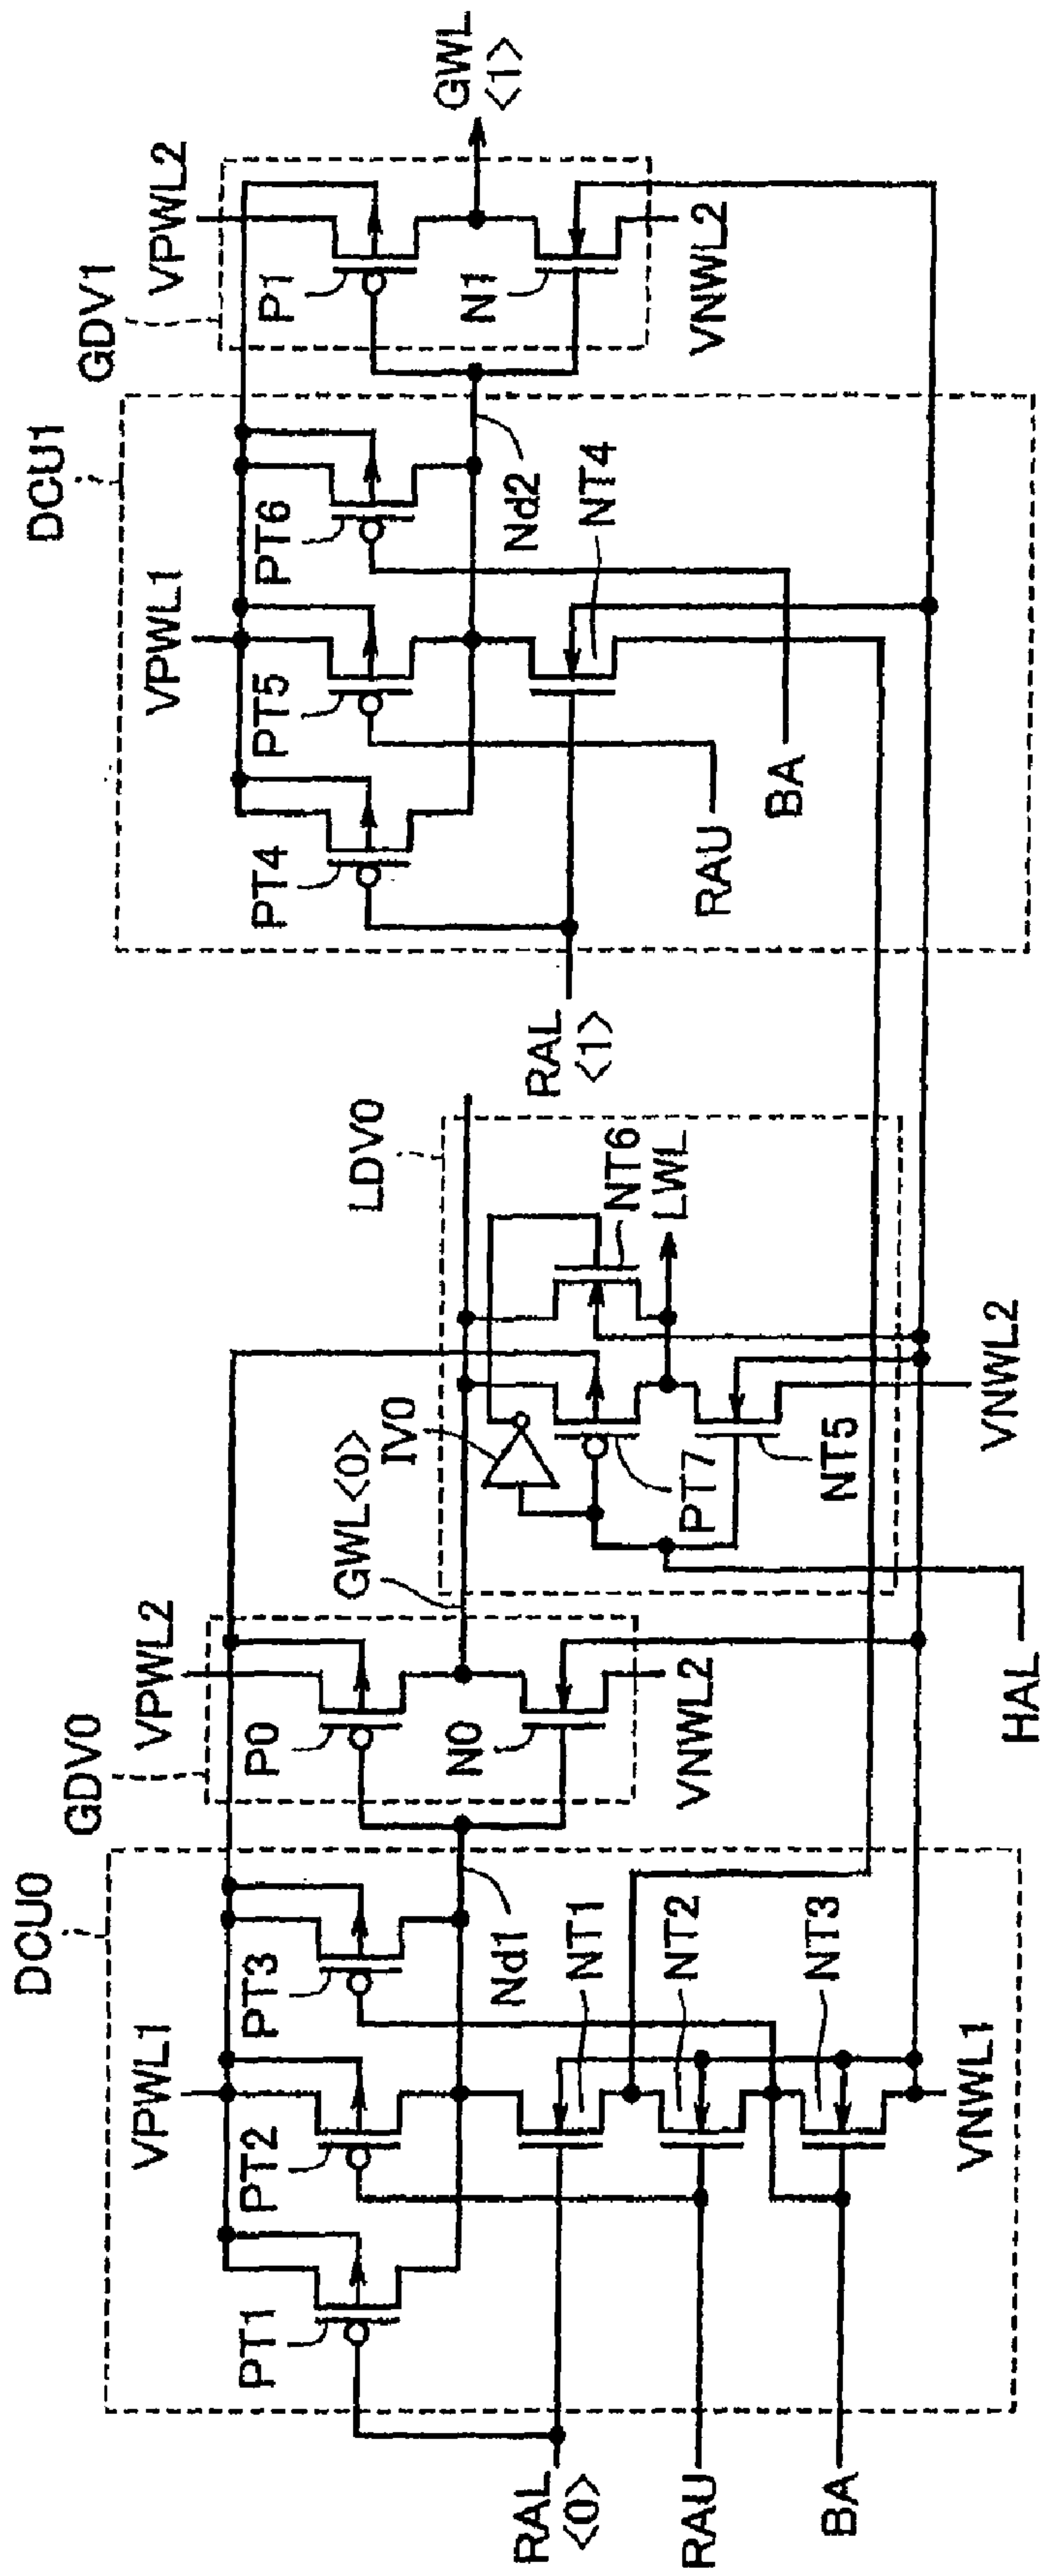 DCU0
VPWL1
PT1
PT2
PT3
Nd1
NT1
NT2
NT3
VNWL1
RAL
<0>
RAU
BA
GDV0
VPWL2
P0
N0
VNWL2
GWL<0>
LDV0
IV0
PT7
NT5
NT6
LWL
VNWL2
HAL
DCU1
VPWL1
PT4
PT5
PT6
Nd2
NT4
RAL
<1>
RAU
BA
GDV1
VPWL2
P1
N1
VNWL2
GWL
<1>